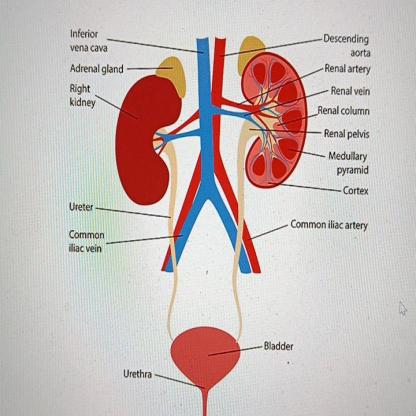 Inferior
vena cava
Adrenal gland
Right
kidney
Ureter
Common
iliac vein
Urethra
Descending
aorta
Renal artery
Renal vein
Renal column
Renal pelvis
Medullary
pyramid
Cortex
Common iliac artery
Bladder